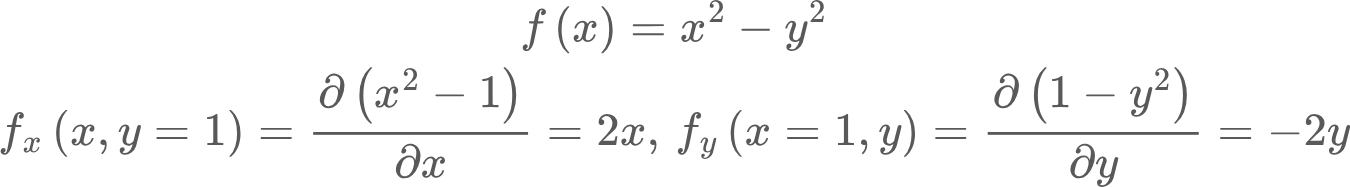 f (x) = x² − y²
fₓ (x, y = 1) = ∂ (x² − 1) / ∂x = 2x, f_y (x = 1, y) = ∂ (1 − y²) / ∂y = −2y